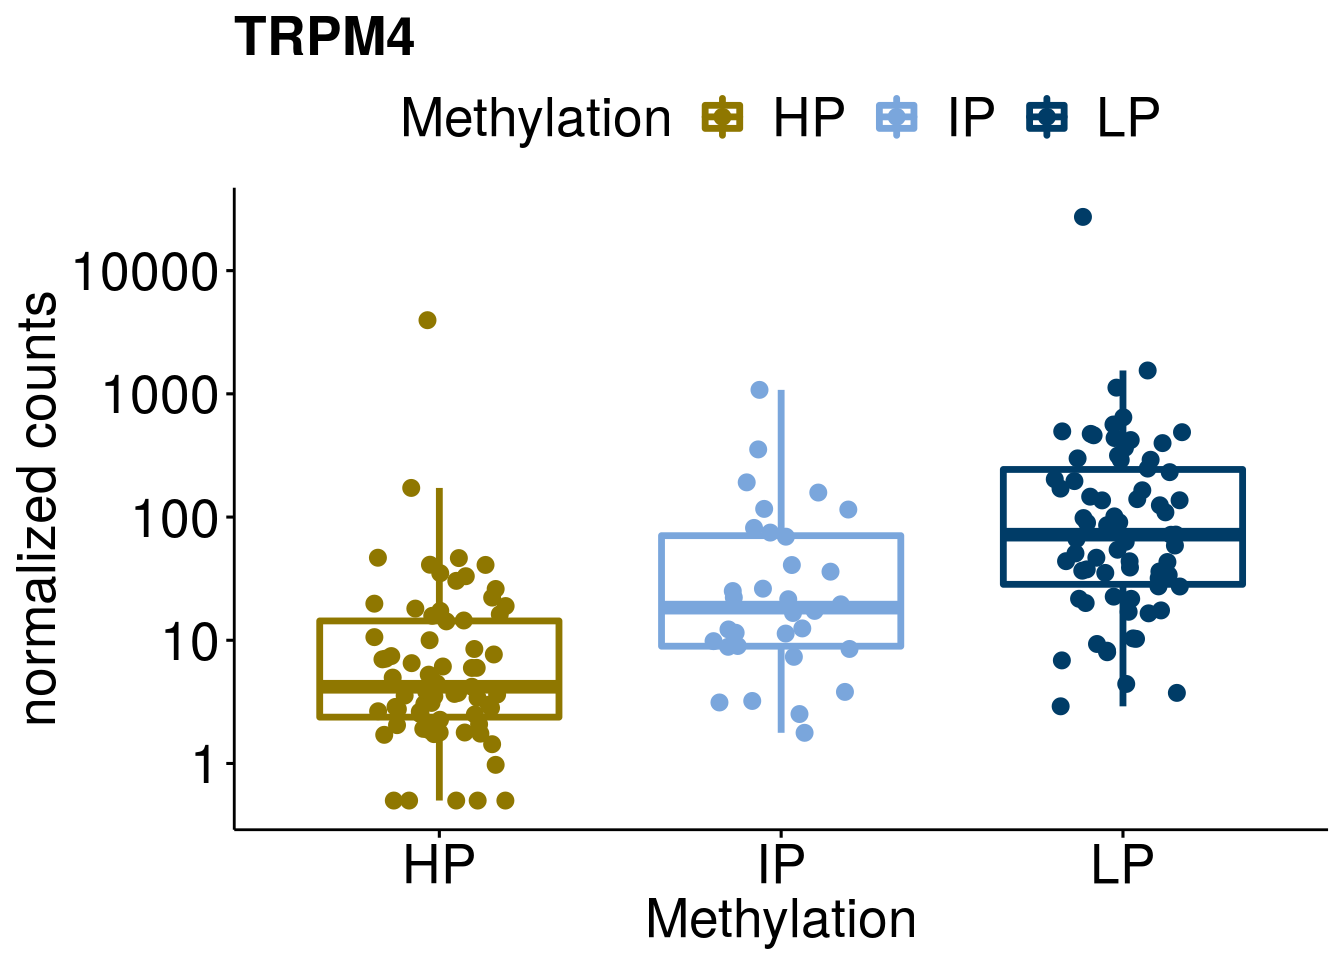 TRPM4
Methylation HP IP LP
normalized counts
10000
1000
100
10
1
HP IP LP
Methylation